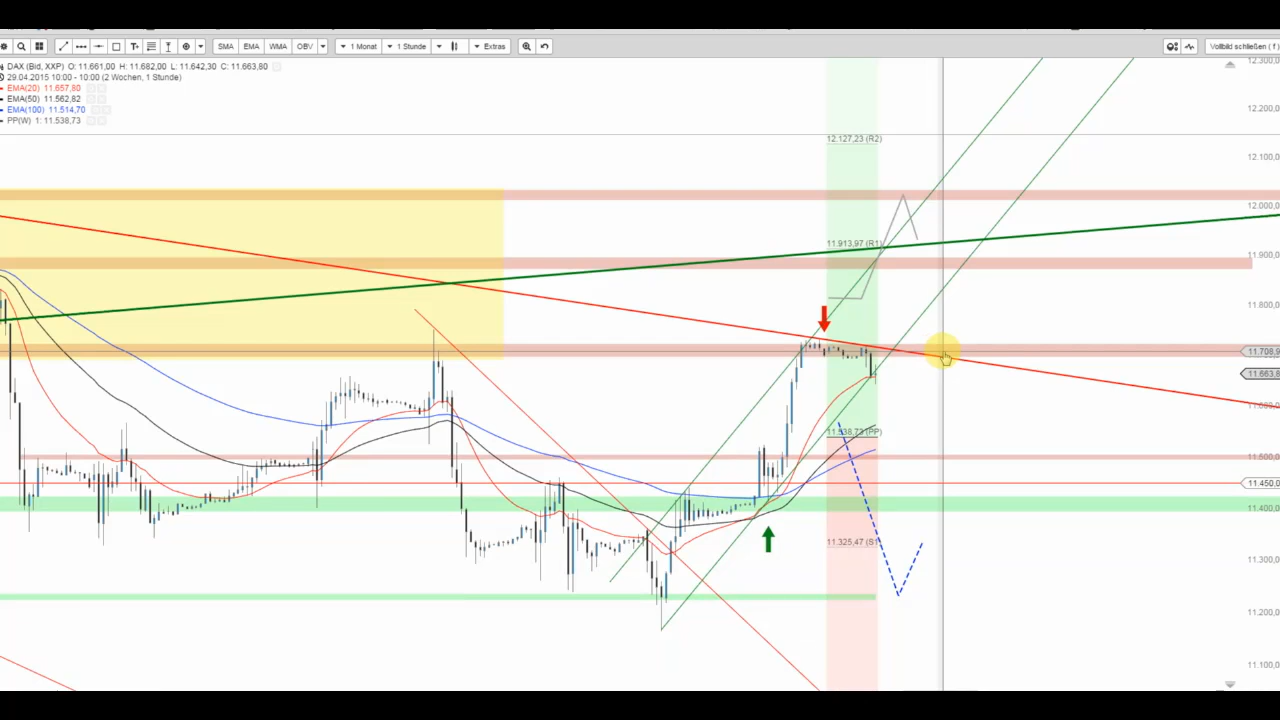 SMA EMA WMA OBV 1 Monat 1 Stunde Extras Vollbild schließen ( f )
DAX (Bid, XXP) O: 11.661,00 H: 11.682,00 L: 11.642,30 C: 11.663,80
29.04.2015 10:00 - 10:00 (2 Wochen, 1 Stunde)
EMA(20) 11.657,80
EMA(50) 11.562,82
EMA(100) 11.514,70
PP(W) 1: 11.538,73
12.300,0
12.200,0
12.127,23 (R2)
12.100,0
12.000,0
11.913,97 (R1)
11.900,0
11.800,0
11.708,9
11.663,8
11.538,73 (PP)
11.500,0
11.450,0
11.400,0
11.325,47 (S1
11.300,0
11.200,0
11.100,0